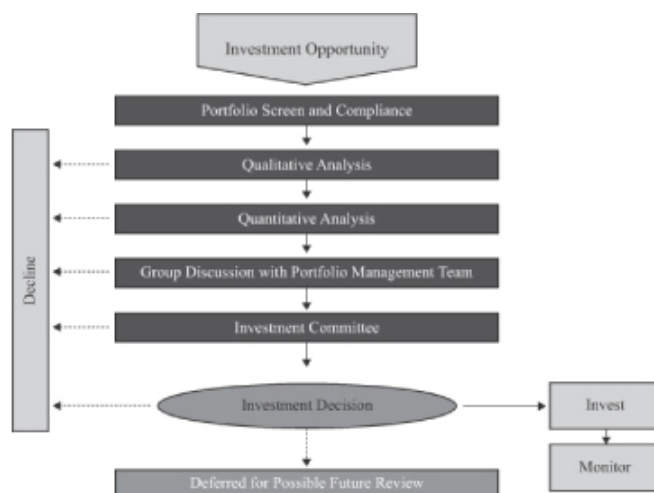 Investment Opportunity
Portfolio Screen and Compliance
Qualitative Analysis
Quantitative Analysis
Group Discussion with Portfolio Management Team
Decline
Investment Committee
Investment Decision
Invest
Monitor
Deferred for Possible Future Review